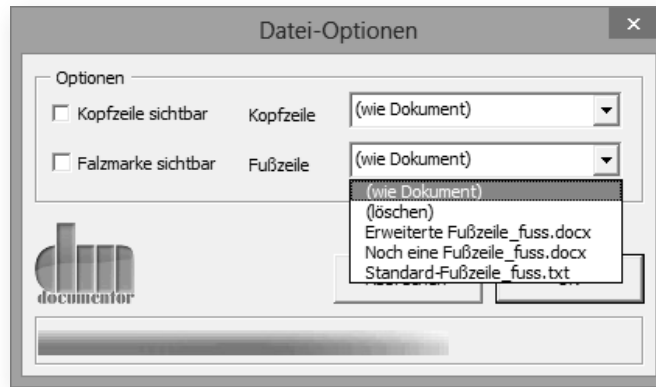 Datei-Optionen
Optionen
Kopfzeile sichtbar
Kopfzeile
(wie Dokument)
Falzmarke sichtbar
Fußzeile
(wie Dokument)
(wie Dokument)
(löschen)
Erweiterte Fußzeile_fuss.docx
Noch eine Fußzeile_fuss.docx
Standard-Fußzeile_fuss.txt
dm
documentor